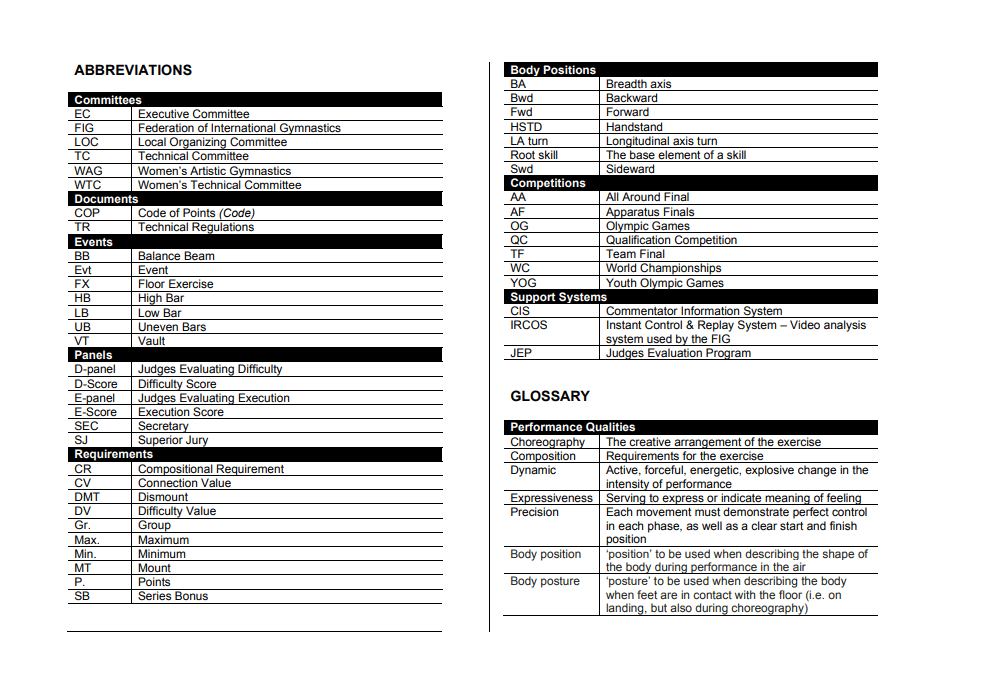 ABBREVIATIONS
Committees
EC Executive Committee
FIG Federation of International Gymnastics
LOC Local Organizing Committee
TC Technical Committee
WAG Women's Artistic Gymnastics
WTC Women's Technical Committee
Documents
COP Code of Points (Code)
TR Technical Regulations
Events
BB Balance Beam
Evt Event
FX Floor Exercise
HB High Bar
LB Low Bar
UB Uneven Bars
VT Vault
Panels
D-panel Judges Evaluating Difficulty
D-Score Difficulty Score
E-panel Judges Evaluating Execution
E-Score Execution Score
SEC Secretary
SJ Superior Jury
Requirements
CR Compositional Requirement
CV Connection Value
DMT Dismount
DV Difficulty Value
Gr. Group
Max. Maximum
Min. Minimum
MT Mount
P. Points
SB Series Bonus
Body Positions
BA Breadth axis
Bwd Backward
Fwd Forward
HSTD Handstand
LA turn Longitudinal axis turn
Root skill The base element of a skill
Swd Sideward
Competitions
AA All Around Final
AF Apparatus Finals
OG Olympic Games
QC Qualification Competition
TF Team Final
WC World Championships
YOG Youth Olympic Games
Support Systems
CIS Commentator Information System
IRCOS Instant Control & Replay System – Video analysis
system used by the FIG
JEP Judges Evaluation Program
GLOSSARY
Performance Qualities
Choreography The creative arrangement of the exercise
Composition Requirements for the exercise
Dynamic Active, forceful, energetic, explosive change in the
intensity of performance
Expressiveness Serving to express or indicate meaning of feeling
Precision Each movement must demonstrate perfect control
in each phase, as well as a clear start and finish
position
Body position 'position' to be used when describing the shape of
the body during performance in the air
Body posture 'posture' to be used when describing the body
when feet are in contact with the floor (i.e. on
landing, but also during choreography)